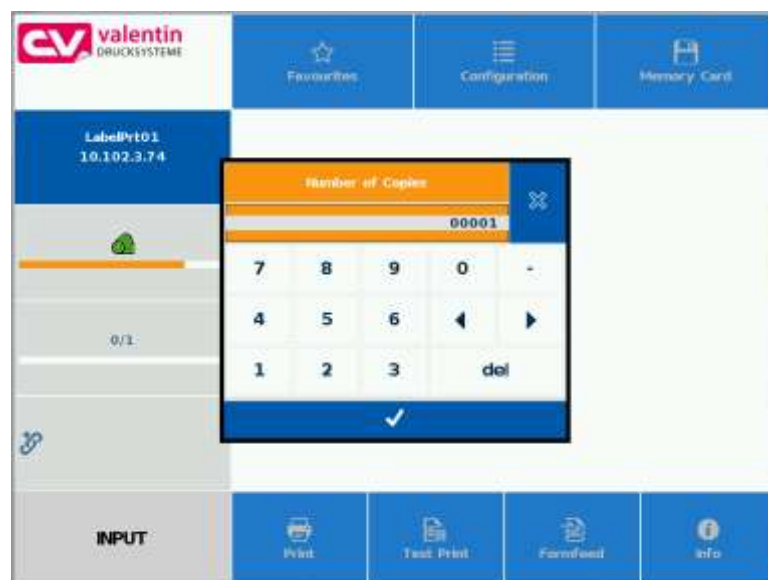 CV valentin
DRUCKSYSTEME
Favourites
Configuration
Memory Card
LabelPrt01
10.102.3.74
Number of Copies
00001
7 8 9 0 -
4 5 6
0/1
1 2 3 del
INPUT
Print
Test Print
Formfeed
Info